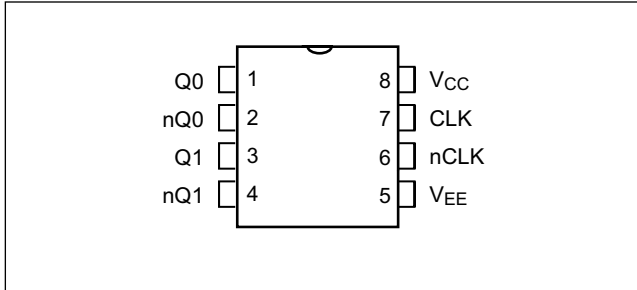 Q0 1 8 VCC
nQ0 2 7 CLK
Q1 3 6 nCLK
nQ1 4 5 VEE